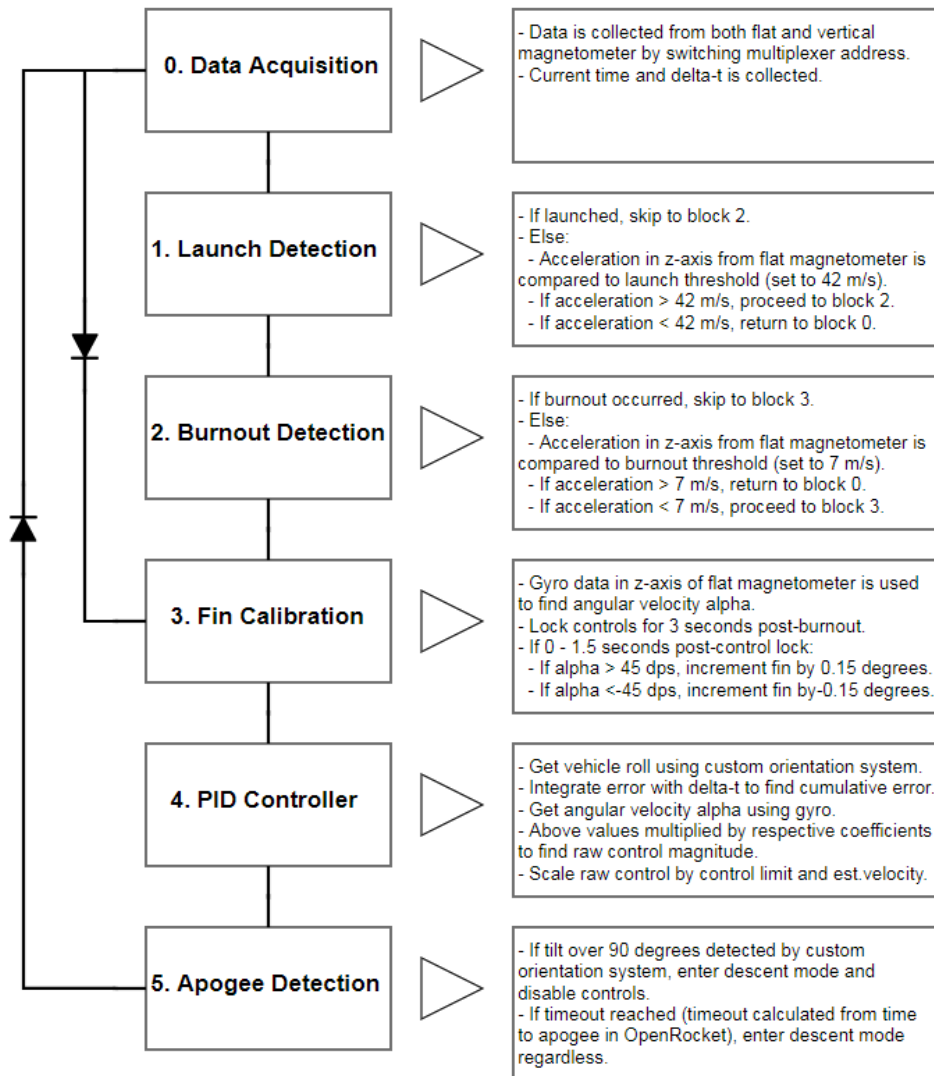 0. Data Acquisition
- Data is collected from both flat and vertical
magnetometer by switching multiplexer address.
- Current time and delta-t is collected.
1. Launch Detection
- If launched, skip to block 2.
- Else:
- Acceleration in z-axis from flat magnetometer is
compared to launch threshold (set to 42 m/s).
- If acceleration > 42 m/s, proceed to block 2.
- If acceleration < 42 m/s, return to block 0.
2. Burnout Detection
- If burnout occurred, skip to block 3.
- Else:
- Acceleration in z-axis from flat magnetometer is
compared to burnout threshold (set to 7 m/s).
- If acceleration > 7 m/s, return to block 0.
- If acceleration < 7 m/s, proceed to block 3.
3. Fin Calibration
- Gyro data in z-axis of flat magnetometer is used
to find angular velocity alpha.
- Lock controls for 3 seconds post-burnout.
- If 0 - 1.5 seconds post-control lock:
- If alpha > 45 dps, increment fin by 0.15 degrees.
- If alpha <-45 dps, increment fin by-0.15 degrees.
4. PID Controller
- Get vehicle roll using custom orientation system.
- Integrate error with delta-t to find cumulative error.
- Get angular velocity alpha using gyro.
- Above values multiplied by respective coefficients
to find raw control magnitude.
- Scale raw control by control limit and est.velocity.
5. Apogee Detection
- If tilt over 90 degrees detected by custom
orientation system, enter descent mode and
disable controls.
- If timeout reached (timeout calculated from time
to apogee in OpenRocket), enter descent mode
regardless.